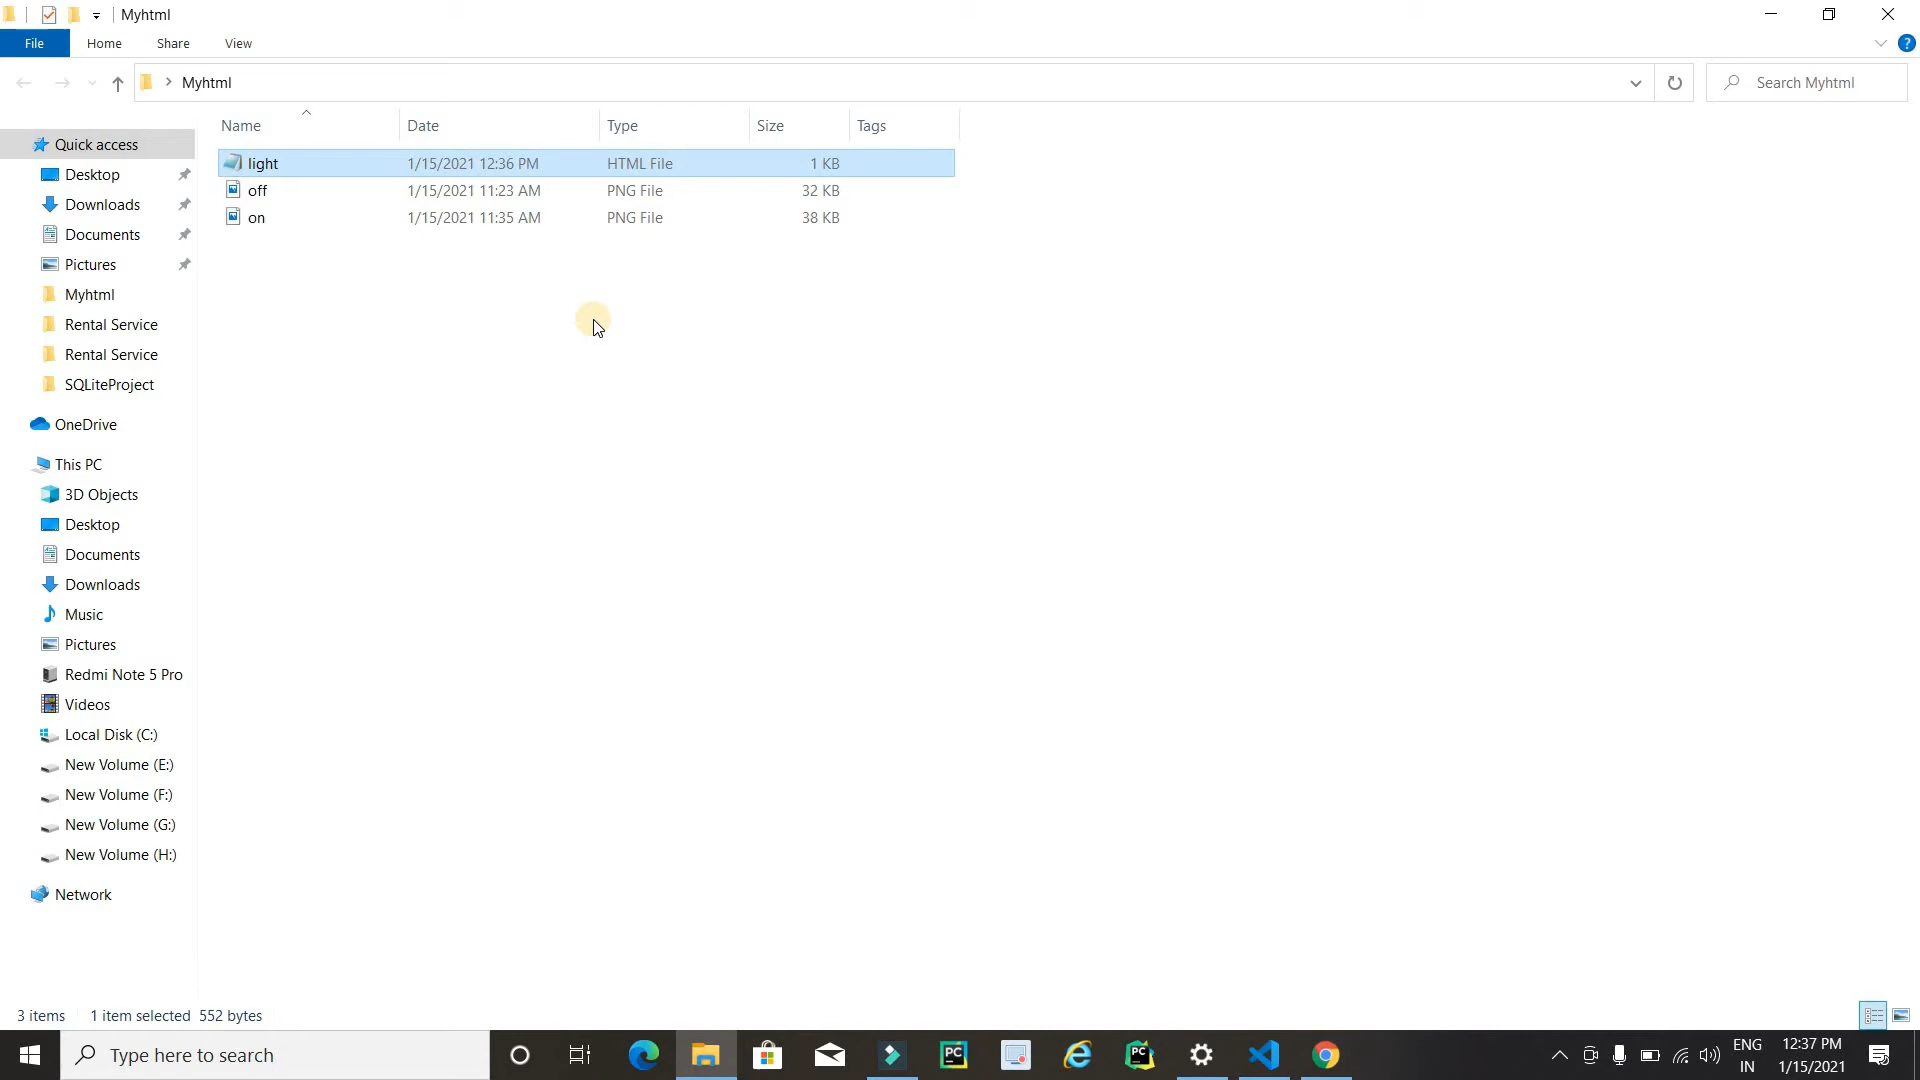 Myhtml
File Home Share View
?
Myhtml
Search Myhtml
Name Date Type Size Tags
light 1/15/2021 12:36 PM HTML File 1 KB
off 1/15/2021 11:23 AM PNG File 32 KB
on 1/15/2021 11:35 AM PNG File 38 KB
Quick access
Desktop
Downloads
Documents
Pictures
Myhtml
Rental Service
Rental Service
SQLiteProject
OneDrive
This PC
3D Objects
Desktop
Documents
Downloads
Music
Pictures
Redmi Note 5 Pro
Videos
Local Disk (C:)
New Volume (E:)
New Volume (F:)
New Volume (G:)
New Volume (H:)
Network
3 items 1 item selected 552 bytes
Type here to search
PC
PC
ENG
IN
12:37 PM
1/15/2021